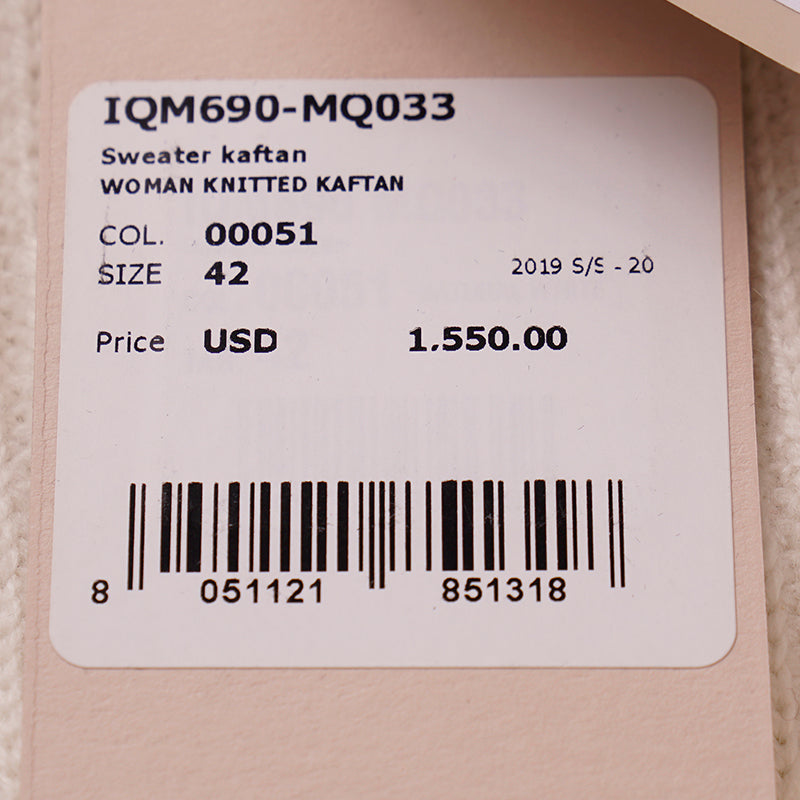 IQM690-MQ033
Sweater kaftan
WOMAN KNITTED KAFTAN
COL. 00051
SIZE 42 2019 S/S - 20
Price USD 1.550.00
8 051121 851318